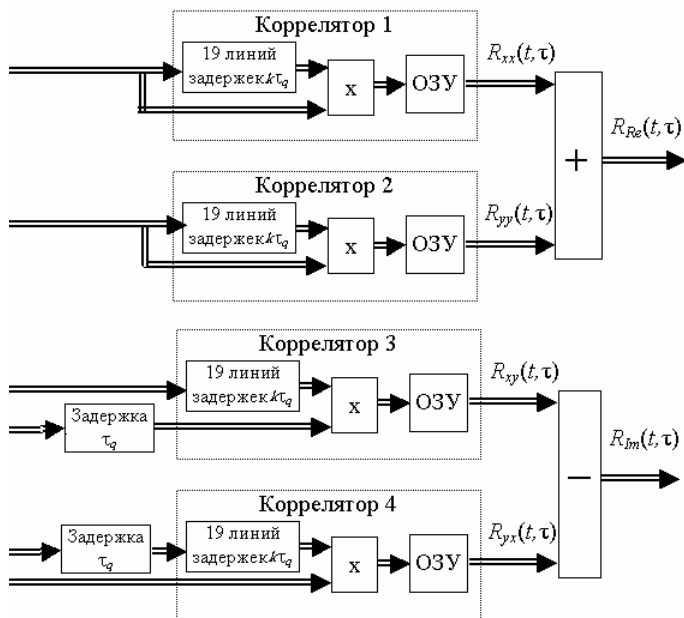 Коррелятор 1
19 линий
задержек kτq
x
ОЗУ
Rxx(t,τ)
Коррелятор 2
19 линий
задержек kτq
x
ОЗУ
Ryy(t,τ)
+
RRe(t,τ)
Коррелятор 3
19 линий
задержек kτq
Задержка
τq
x
ОЗУ
Rxy(t,τ)
Коррелятор 4
Задержка
τq
19 линий
задержек kτq
x
ОЗУ
Ryx(t,τ)
−
RIm(t,τ)